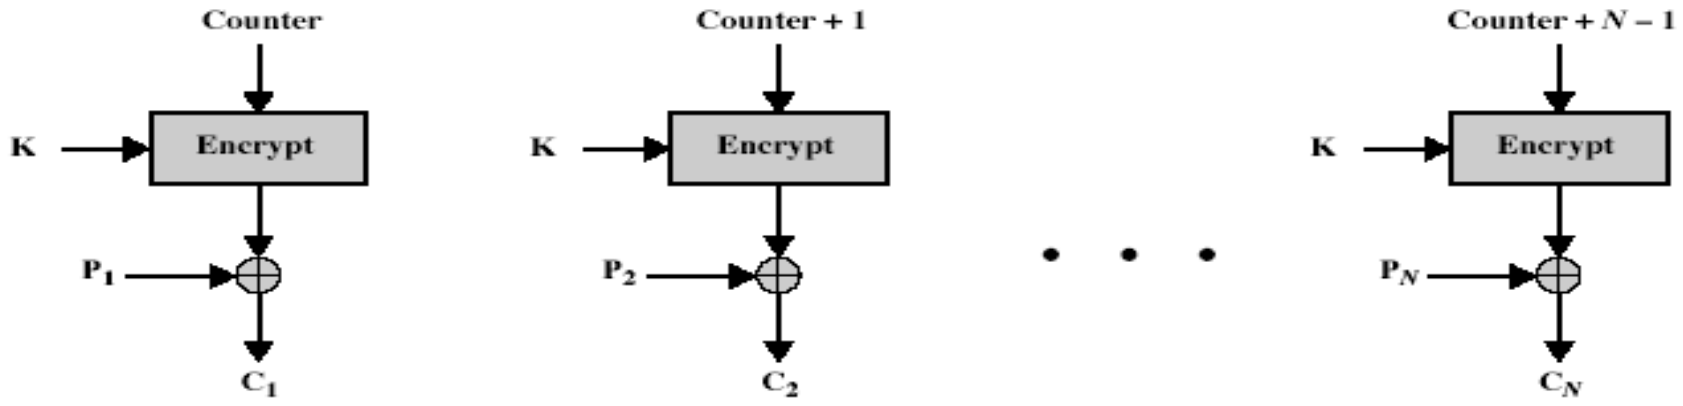 Counter Counter + 1 Counter + N – 1
K Encrypt K Encrypt K Encrypt
P1 P2 PN
C1 C2 CN